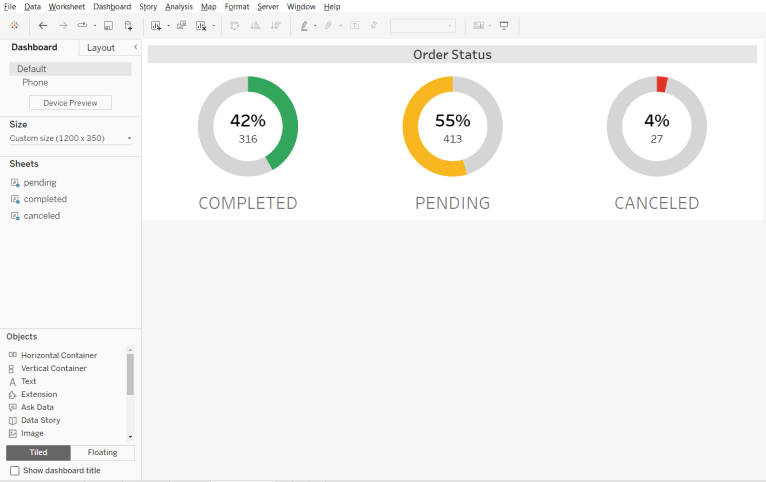 File Data Worksheet Dashboard Story Analysis Map Format Server Window Help
Dashboard Layout
Default
Phone
Device Preview
Size
Custom size (1200 x 350)
Sheets
pending
completed
canceled
Objects
Horizontal Container
Vertical Container
Text
Extension
Ask Data
Data Story
Image
Tiled Floating
Show dashboard title
Order Status
42% 55% 4%
316 413 27
COMPLETED PENDING CANCELED